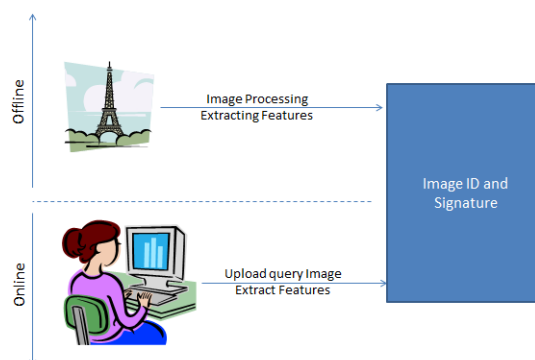 Offline
Image Processing
Extracting Features
Image ID and
Signature
Online
Upload query Image
Extract Features